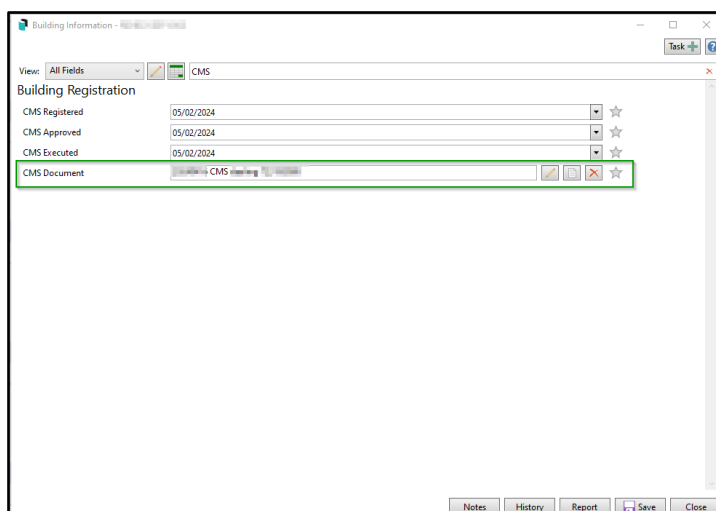 Building Information -
Task
View: All Fields CMS
Building Registration
CMS Registered 05/02/2024
CMS Approved 05/02/2024
CMS Executed 05/02/2024
CMS Document CMS
Notes History Report Save Close